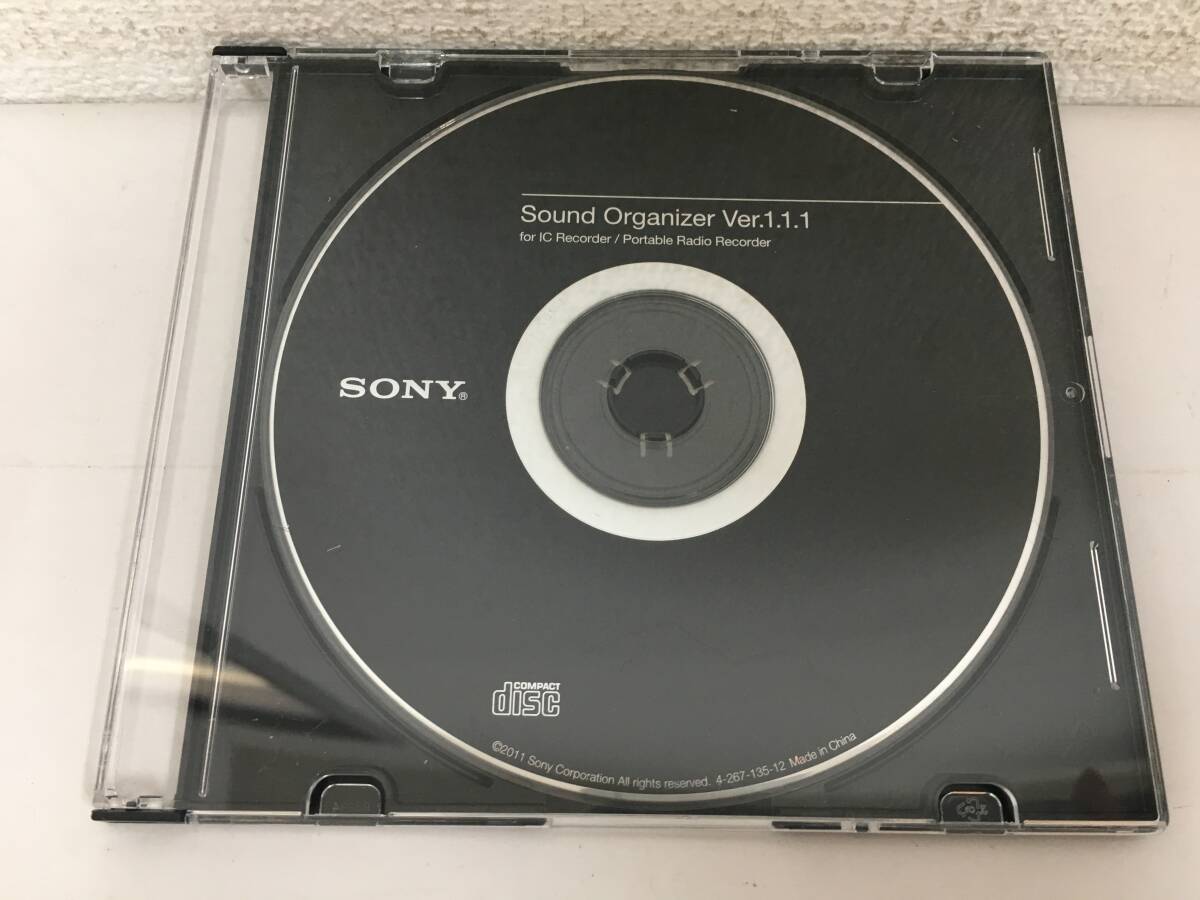 Sound Organizer Ver.1.1.1
for IC Recorder / Portable Radio Recorder
SONY®
COMPACT
disc
©2011 Sony Corporation All rights reserved. 4-267-135-12 Made in China